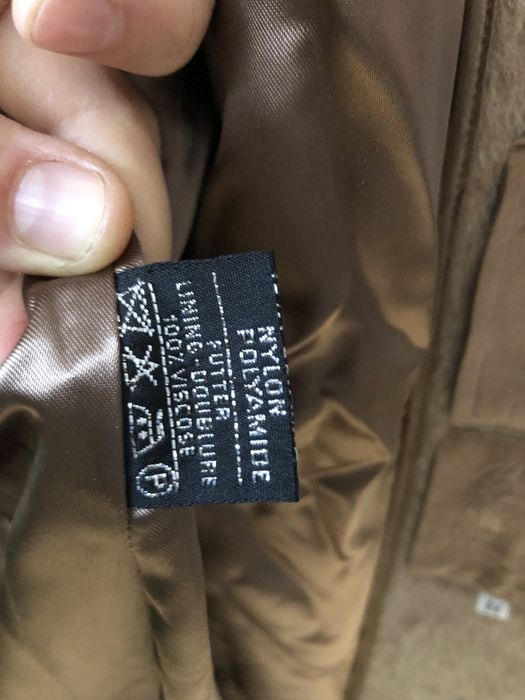 NYLON
POLYAMIDE
FUTTER
LINING·DOUBLURE
100% VISCOSE
P